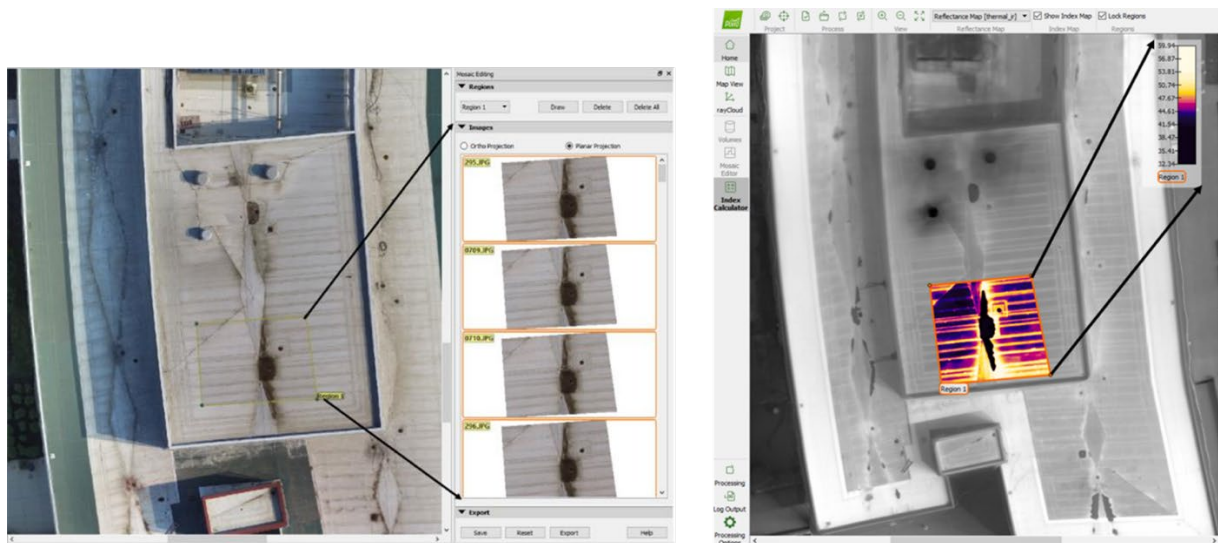 Mosaic Editing
Regions
Region 1
Draw
Delete
Delete All
Images
Ortho Projection
Planar Projection
295.JPG
0709.JPG
0710.JPG
296.JPG
Region 1
Export
Save
Reset
Export
Help
Reflectance Map [thermal_ir]
Show Index Map
Lock Regions
Project
Process
View
Reflectance Map
Index Map
Regions
Home
Map View
rayCloud
Volumes
Mosaic
Editor
Index
Calculator
59.94
56.87
53.81
50.74
47.67
44.61
41.54
38.47
35.41
32.34
Region 1
Region 1
Processing
Log Output
Processing
Options